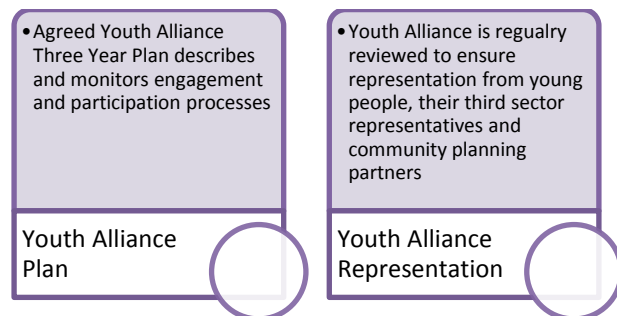 •Agreed Youth Alliance
Three Year Plan describes
and monitors engagement
and participation processes
Youth Alliance
Plan
•Youth Alliance is regualry
reviewed to ensure
representation from young
people, their third sector
representatives and
community planning
partners
Youth Alliance
Representation